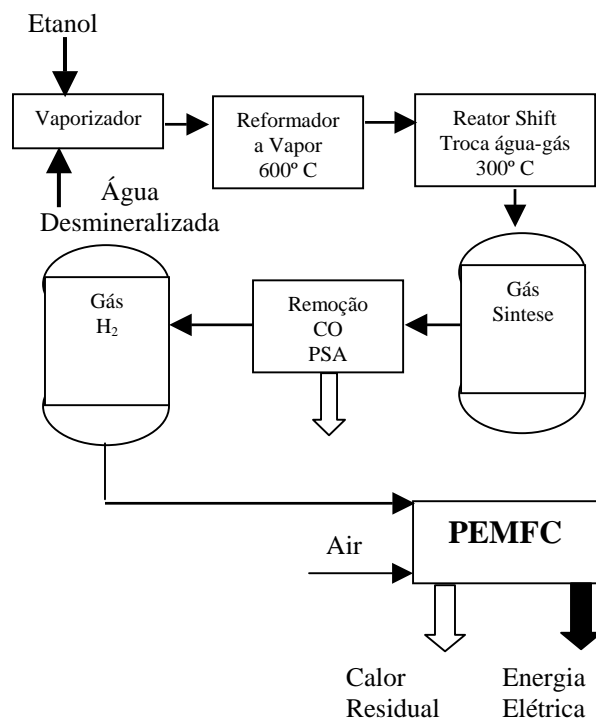 Etanol
Vaporizador
Reformador
a Vapor
600º C
Reator Shift
Troca água-gás
300º C
Água
Desmineralizada
Gás
H₂
Remoção
CO
PSA
Gás
Sintese
PEMFC
Air
Calor
Residual
Energia
Elétrica